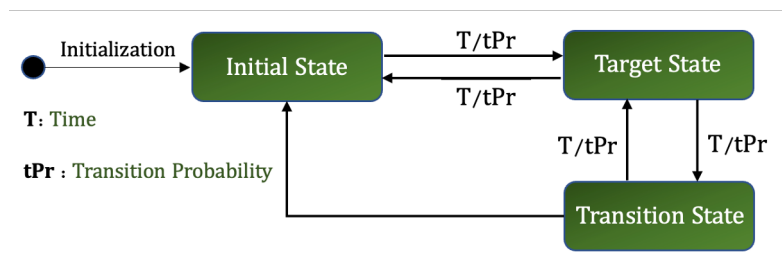 Initialization
Initial State
T/tPr
T/tPr
Target State
T: Time
tPr : Transition Probability
T/tPr
T/tPr
Transition State